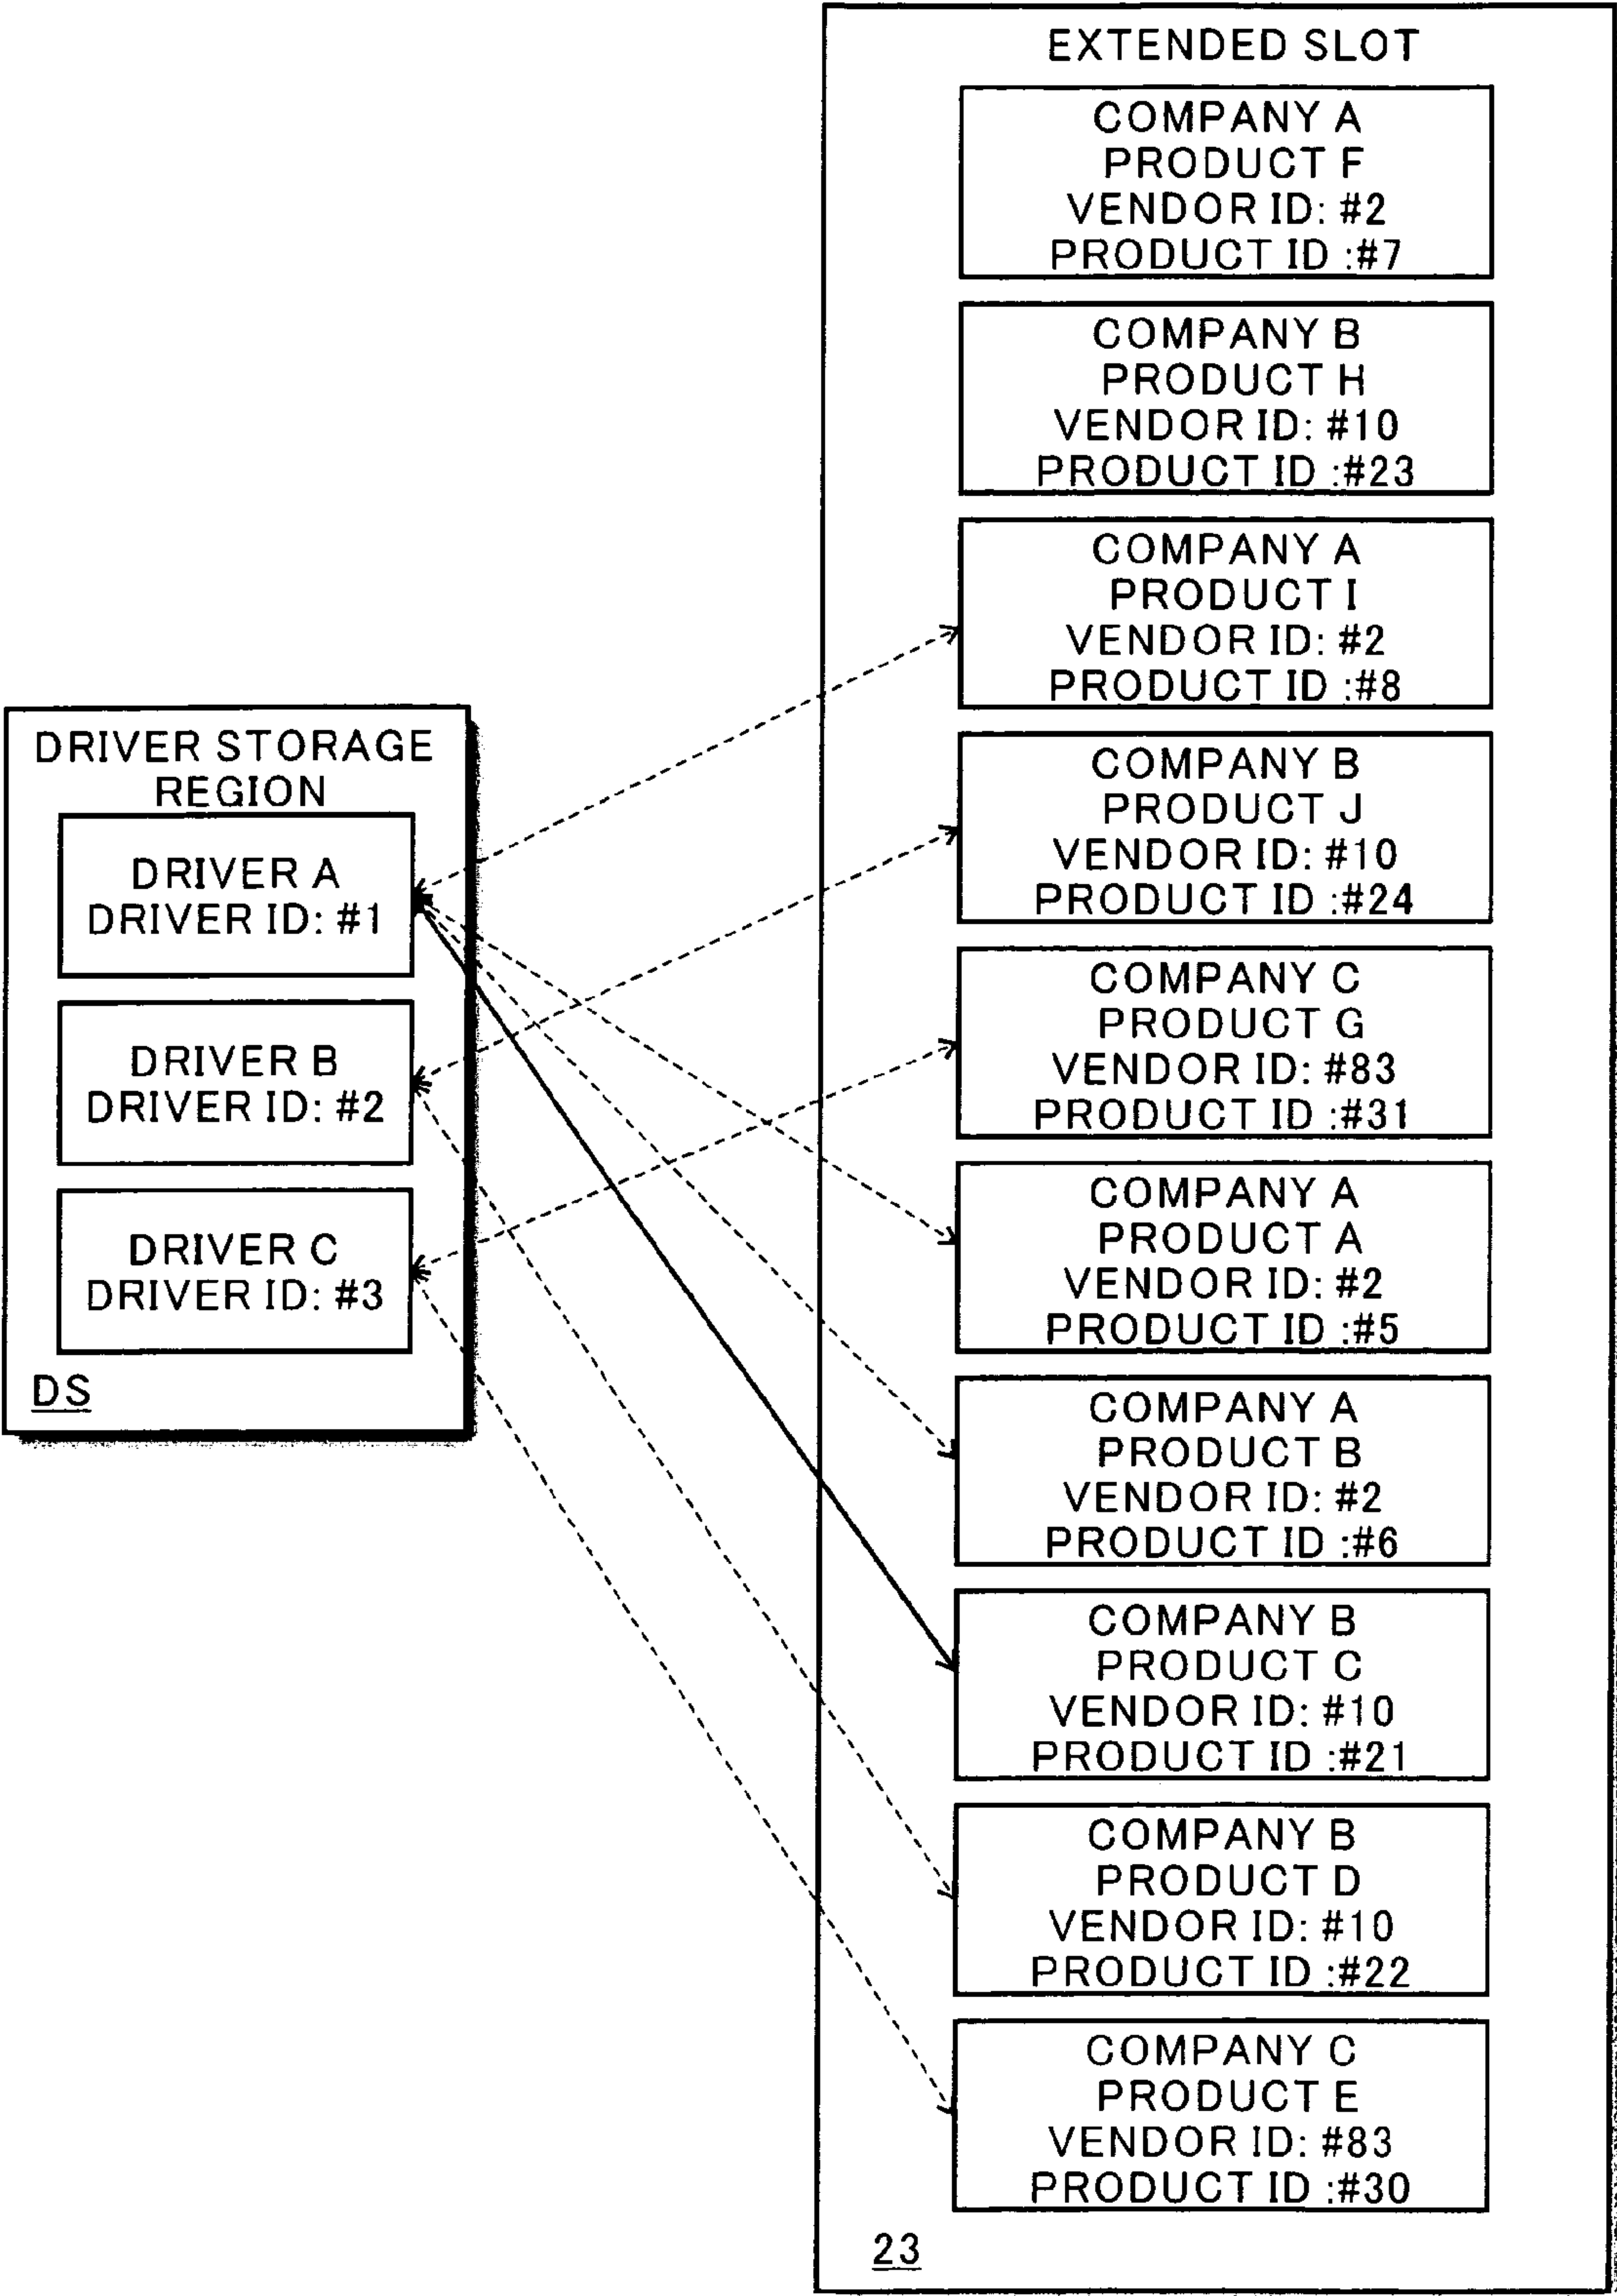 DRIVER STORAGE
REGION
DRIVER A
DRIVER ID: #1
DRIVER B
DRIVER ID: #2
DRIVER C
DRIVER ID: #3
DS
EXTENDED SLOT
COMPANY A
PRODUCT F
VENDOR ID: #2
PRODUCT ID :#7
COMPANY B
PRODUCT H
VENDOR ID: #10
PRODUCT ID :#23
COMPANY A
PRODUCT I
VENDOR ID: #2
PRODUCT ID :#8
COMPANY B
PRODUCT J
VENDOR ID: #10
PRODUCT ID :#24
COMPANY C
PRODUCT G
VENDOR ID: #83
PRODUCT ID :#31
COMPANY A
PRODUCT A
VENDOR ID: #2
PRODUCT ID :#5
COMPANY A
PRODUCT B
VENDOR ID: #2
PRODUCT ID :#6
COMPANY B
PRODUCT C
VENDOR ID: #10
PRODUCT ID :#21
COMPANY B
PRODUCT D
VENDOR ID: #10
PRODUCT ID :#22
COMPANY C
PRODUCT E
VENDOR ID: #83
PRODUCT ID :#30
23